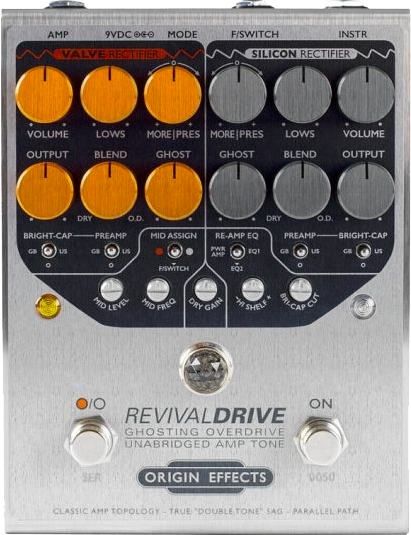 AMP 9VDC MODE F/SWITCH INSTR
VALVE RECTIFIER SILICON RECTIFIER
VOLUME LOWS MORE|PRES MORE|PRES LOWS VOLUME
OUTPUT BLEND GHOST GHOST BLEND OUTPUT
DRY O.D. DRY O.D.
BRIGHT-CAP PREAMP MID ASSIGN RE-AMP EQ PREAMP BRIGHT-CAP
GB US GB US PWR AMP EQ1 GB US GB US
F/SWITCH EQ2
MID LEVEL MID FREQ DRY GAIN -HI SHELF+ BRI-CAP CUT
/O ON
REVIVALDRIVE
GHOSTING OVERDRIVE
UNABRIDGED AMP TONE
SER 0050
ORIGIN EFFECTS
CLASSIC AMP TOPOLOGY - TRUE "DOUBLE TONE" SAG - PARALLEL PATH